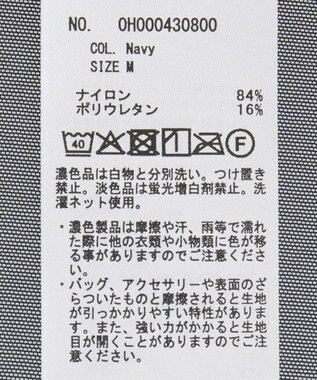 NO. 0H000430800
COL. Navy
SIZE M
ナイロン 84%
ポリウレタン 16%
40 F
濃色品は白物と分別洗い。つけ置き
禁止。淡色品は蛍光増白剤禁止。洗
濯ネット使用。
・濃色製品は摩擦や汗、雨等で濡れ
た際に他の衣類や小物類に色が移
る事がありますのでご注意くださ
い。
・バッグ、アクセサリーや表面のざ
らついたものと摩擦されると生地
が引っかかりやすい特性がありま
す。また、強い力がかかると生地
目が開くことがありますのでご注
意ください。